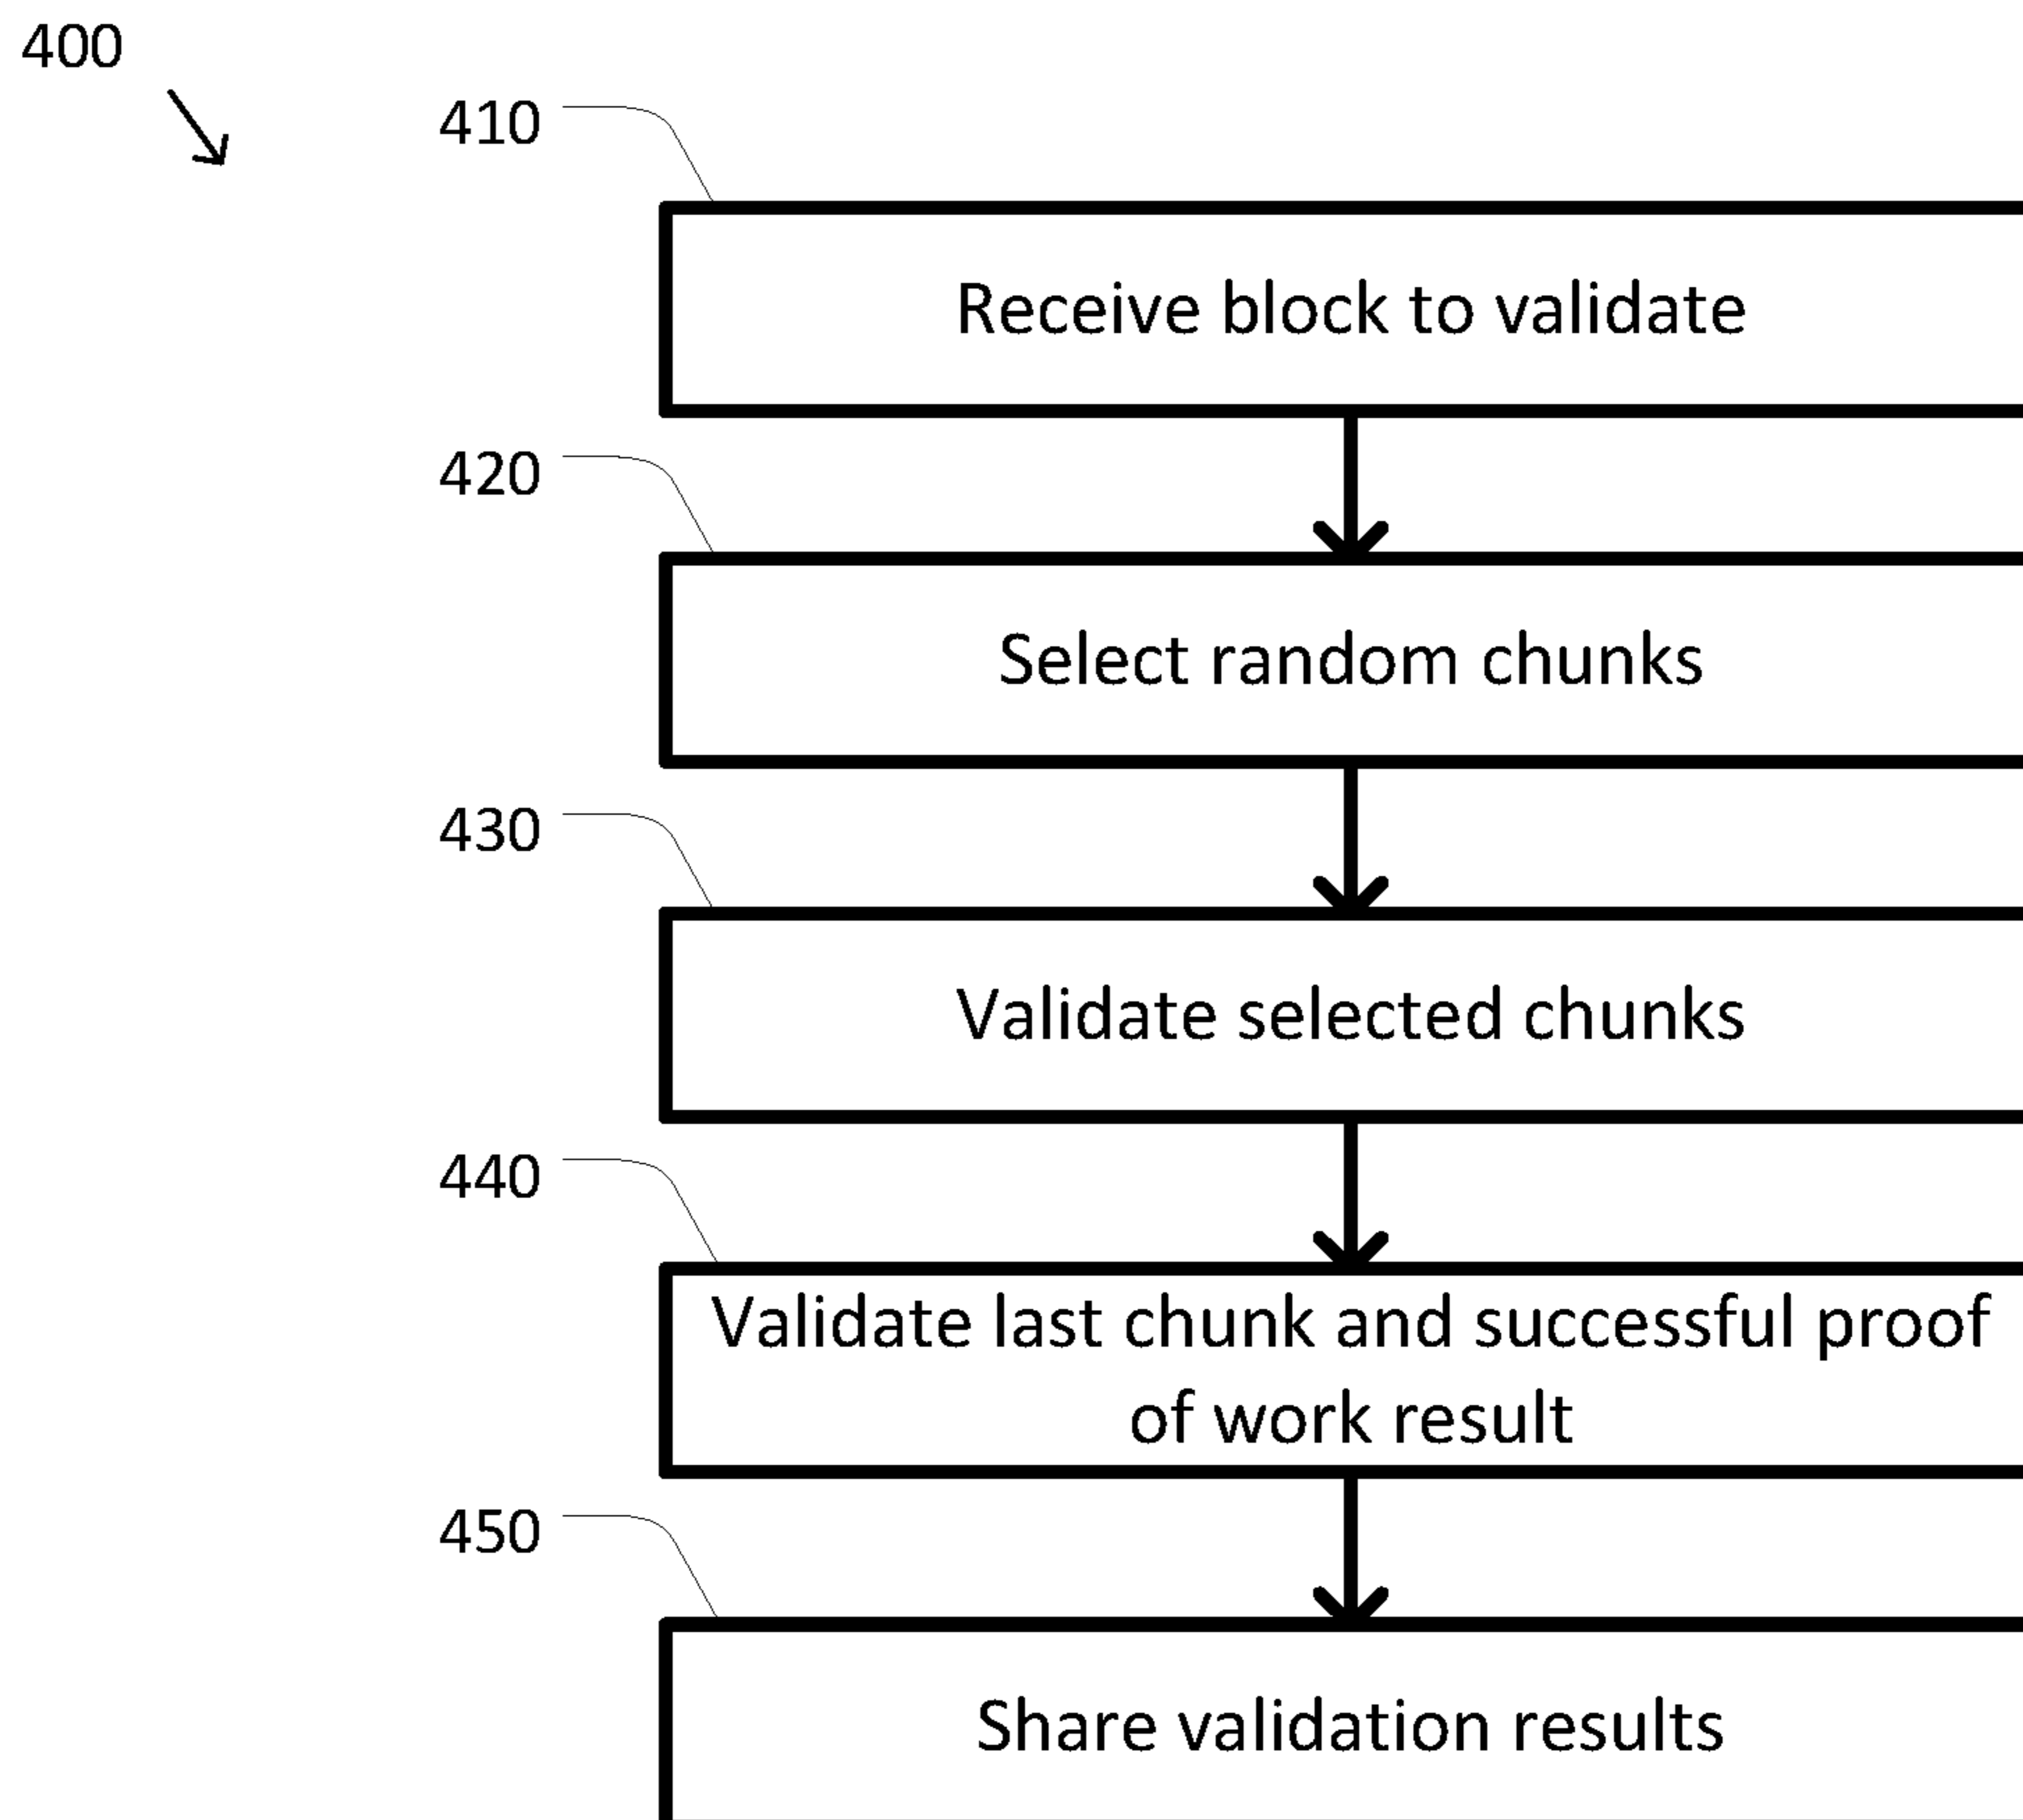 400
410
Receive block to validate
420
Select random chunks
430
Validate selected chunks
440
Validate last chunk and successful proof
of work result
450
Share validation results